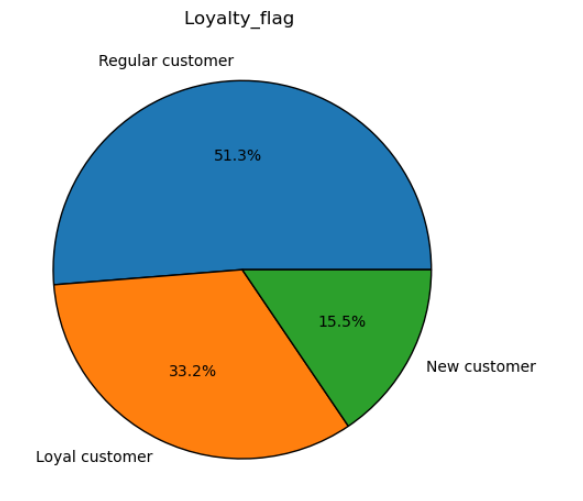 Loyalty_flag
Regular customer
51.3%
15.5%
33.2%
New customer
Loyal customer